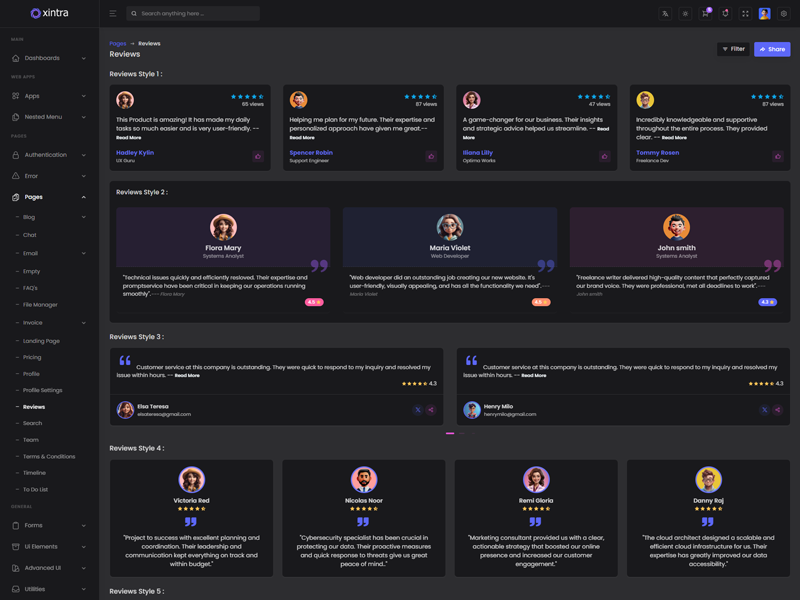 xintra
Search anything here ...
5
MAIN
Dashboards
WEB APPS
Apps
Nested Menu
PAGES
Authentication
Error
Pages
Blog
Chat
Email
Empty
FAQ's
File Manager
Invoice
Landing Page
Pricing
Profile
Profile Settings
Reviews
Search
Team
Terms & Conditions
Timeline
To Do List
GENERAL
Forms
UI Elements
Advanced UI
Utilities
Pages → Reviews
Reviews
Filter
Share
Reviews Style 1 :
65 views
This Product is amazing! It has made my daily
tasks so much easier and is very user-friendly. --
Read More
Hadley Kylin
UX Guru
87 views
Helping me plan for my future. Their expertise and
personalized approach have given me great.--
Read More
Spencer Robin
Support Engineer
47 views
A game-changer for our business. Their insights
and strategic advice helped us streamline. -- Read
More
Iliana Lilly
Optima Works
87 views
Incredibly knowledgeable and supportive
throughout the entire process. They provided
clear. -- Read More
Tommy Rosen
Freelance Dev
Reviews Style 2 :
Flora Mary
Systems Analyst
"Technical issues quickly and efficiently resloved. Their expertise and
promptservice have been critical in keeping our operations running
smoothly".--- Flora Mary
4.5
Maria Violet
Web Developer
"Web developer did an outstanding job creating our new website. It's
user-friendly, visually appealing, and has all the functionality we need".---
Maria Violet
4.5
John smith
Systems Analyst
"Freelance writer delivered high-quality content that perfectly captured
our brand voice. They were professional, met all deadlines to work".---
John smith
4.3
Reviews Style 3 :
Customer service at this company is outstanding. They were quick to respond to my inquiry and resolved my
issue within hours. -- Read More
4.3
Elsa Teresa
elsateresa@gmail.com
Customer service at this company is outstanding. They were quick to respond to my inquiry and resolved my
issue within hours. -- Read More
4.3
Henry Milo
henrymilo@gmail.com
Reviews Style 4 :
Victoria Red
"Project to success with excellent planning and
coordination. Their leadership and
communication kept everything on track and
within budget."
Nicolas Noor
"Cybersecurity specialist has been crucial in
protecting our data. Their proactive measures
and quick response to threats give us great
peace of mind.."
Remi Gloria
"Marketing consultant provided us with a clear,
actionable strategy that boosted our online
presence and increased our customer
engagement."
Danny Raj
"The cloud architect designed a scalable and
efficient cloud infrastructure for us. Their
expertise has greatly improved our data
accessibility."
Reviews Style 5 :